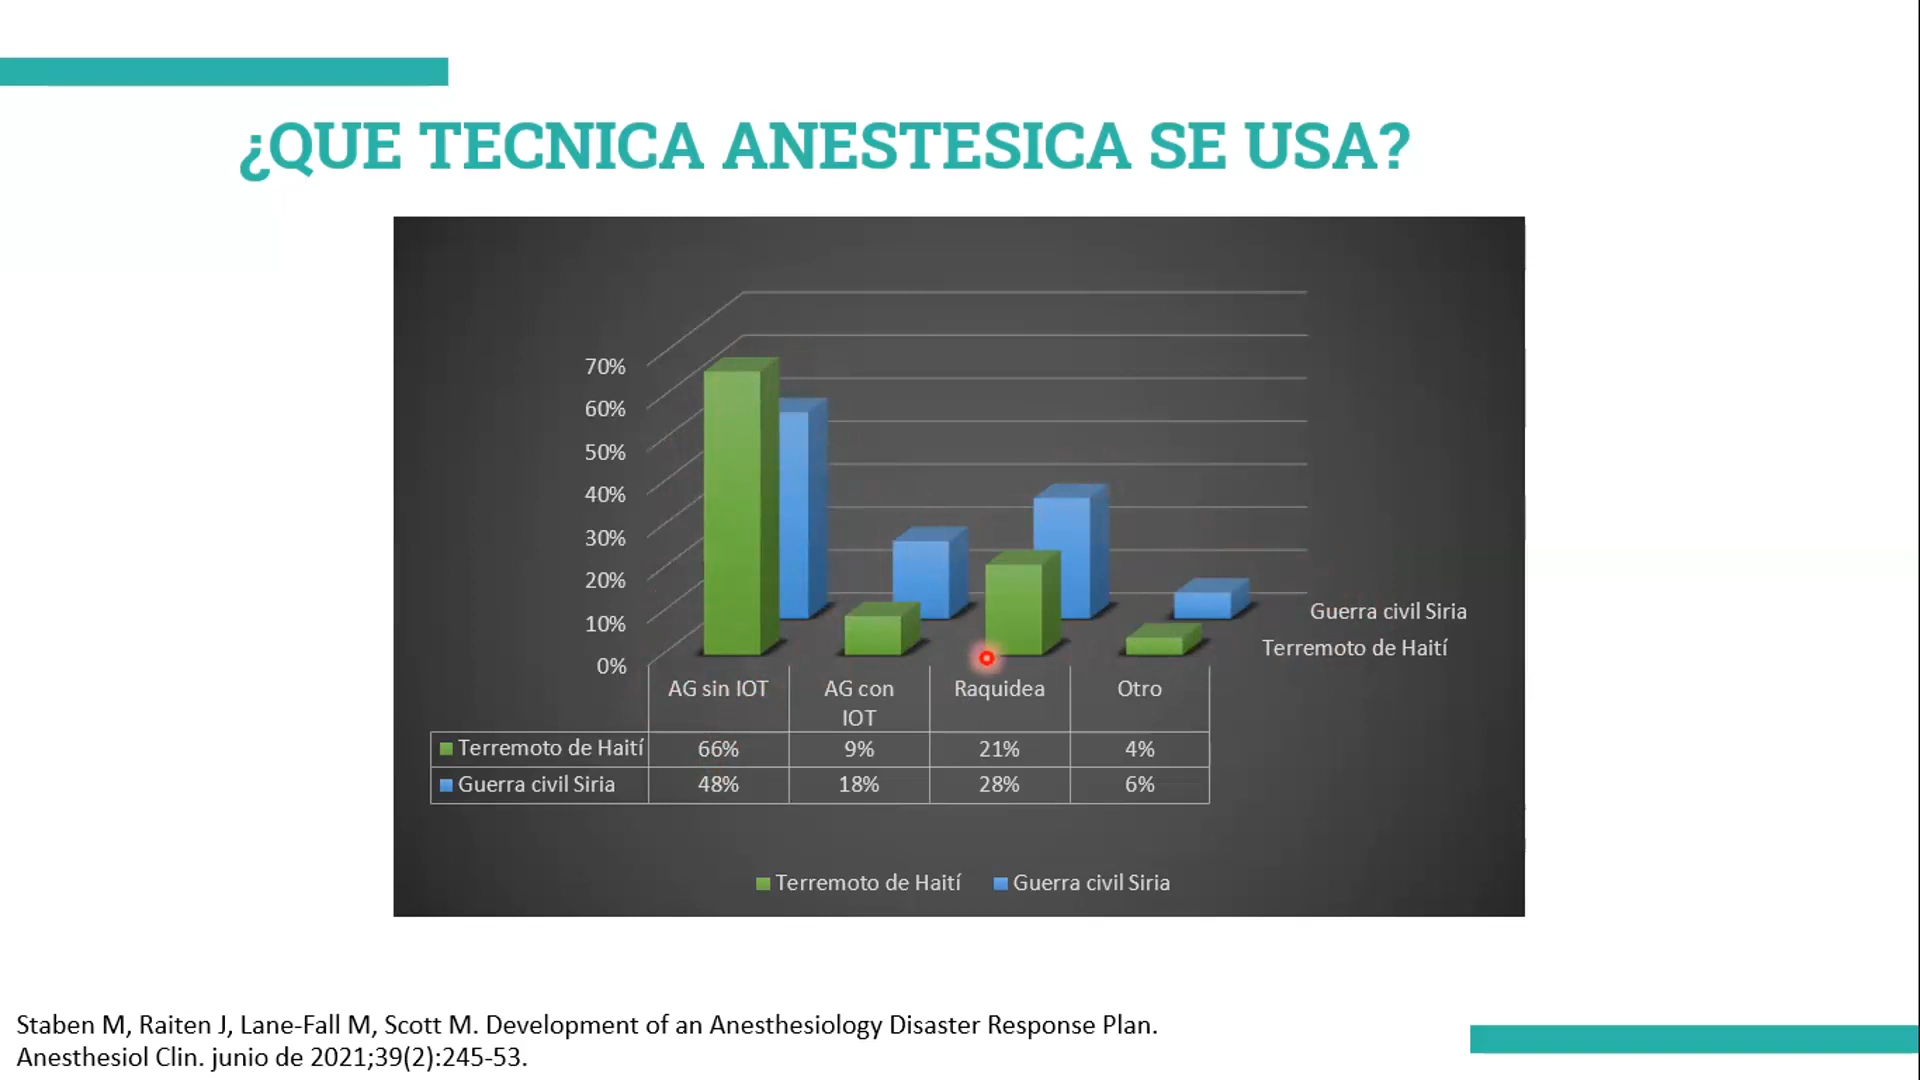 ¿QUE TECNICA ANESTESICA SE USA?
70%
60%
50%
40%
30%
20%
10%
0%
Guerra civil Siria
Terremoto de Haití
AG sin IOT
AG con
IOT
Raquidea
Otro
Terremoto de Haití 66% 9% 21% 4%
Guerra civil Siria 48% 18% 28% 6%
Terremoto de Haití Guerra civil Siria
Staben M, Raiten J, Lane-Fall M, Scott M. Development of an Anesthesiology Disaster Response Plan.
Anesthesiol Clin. junio de 2021;39(2):245-53.